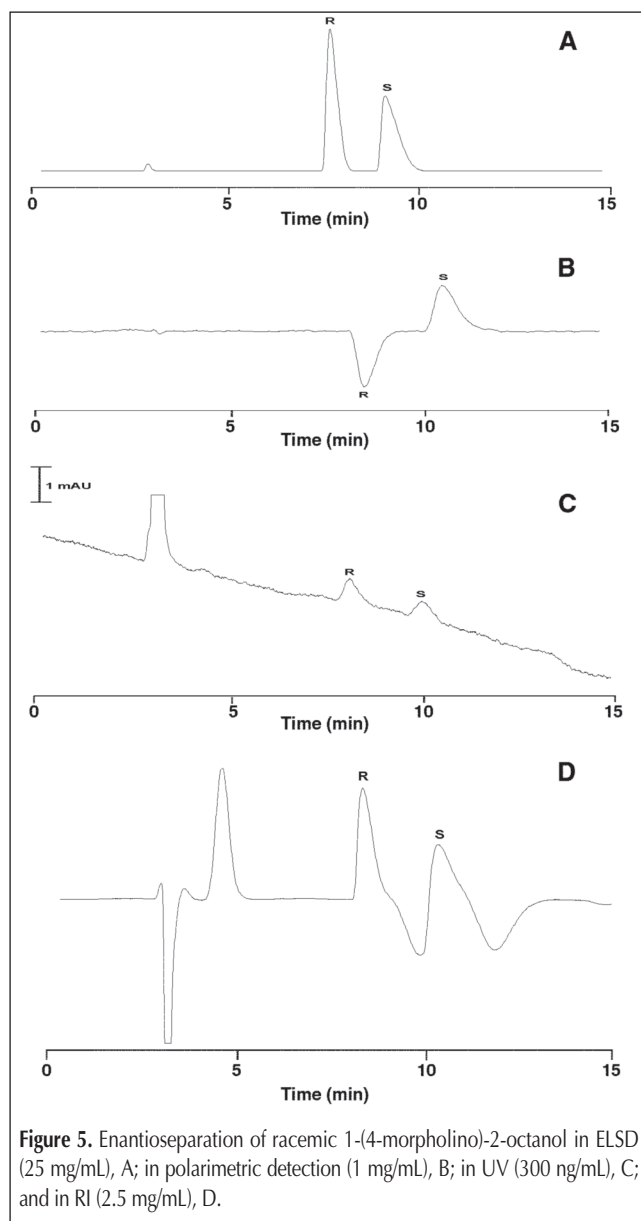 R
S
A
0 5 10 15
Time (min)
B
S
R
0 5 10 15
Time (min)
1 mAU
C
R
S
0 5 10 15
Time (min)
D
R
S
0 5 10 15
Time (min)
Figure 5. Enantioseparation of racemic 1-(4-morpholino)-2-octanol in ELSD
(25 mg/mL), A; in polarimetric detection (1 mg/mL), B; in UV (300 ng/mL), C;
and in RI (2.5 mg/mL), D.